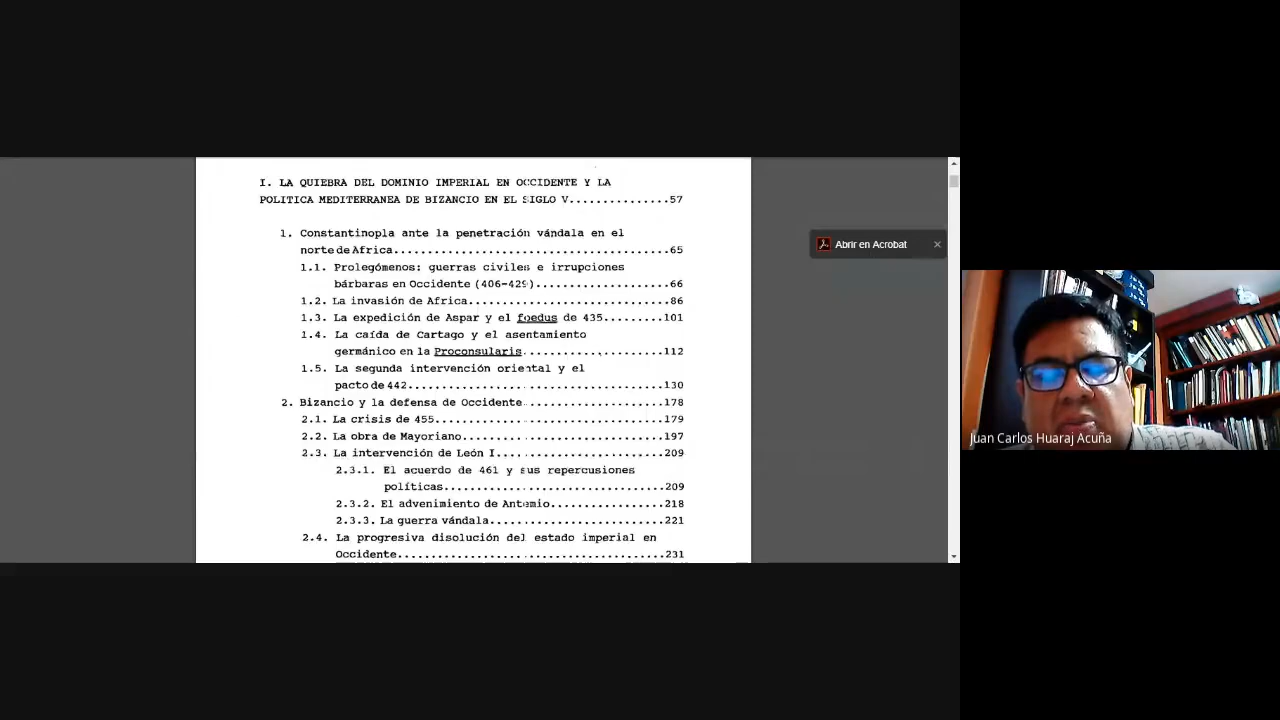 I. LA QUIEBRA DEL DOMINIO IMPERIAL EN OCCIDENTE Y LA
POLITICA MEDITERRANEA DE BIZANCIO EN EL SIGLO V...............57
1. Constantinopla ante la penetración vándala en el
norte de Africa....................................65
1.1. Prolegómenos: guerras civiles e irrupciones
bárbaras en Occidente (406-429).................66
1.2. La invasión de Africa..........................86
1.3. La expedición de Aspar y el foedus de 435.........101
1.4. La caída de Cartago y el asentamiento
germánico en la Proconsularis...................112
1.5. La segunda intervención oriental y el
pacto de 442..................................130
2. Bizancio y la defensa de Occidente...................178
2.1. La crisis de 455...............................179
2.2. La obra de Mayoriano...........................197
2.3. La intervención de León I.......................209
2.3.1. El acuerdo de 461 y sus repercusiones
políticas................................209
2.3.2. El advenimiento de Antemio...............218
2.3.3. La guerra vándala........................221
2.4. La progresiva disolución del estado imperial en
Occidente.....................................231
Abrir en Acrobat
Juan Carlos Huaraj Acuña